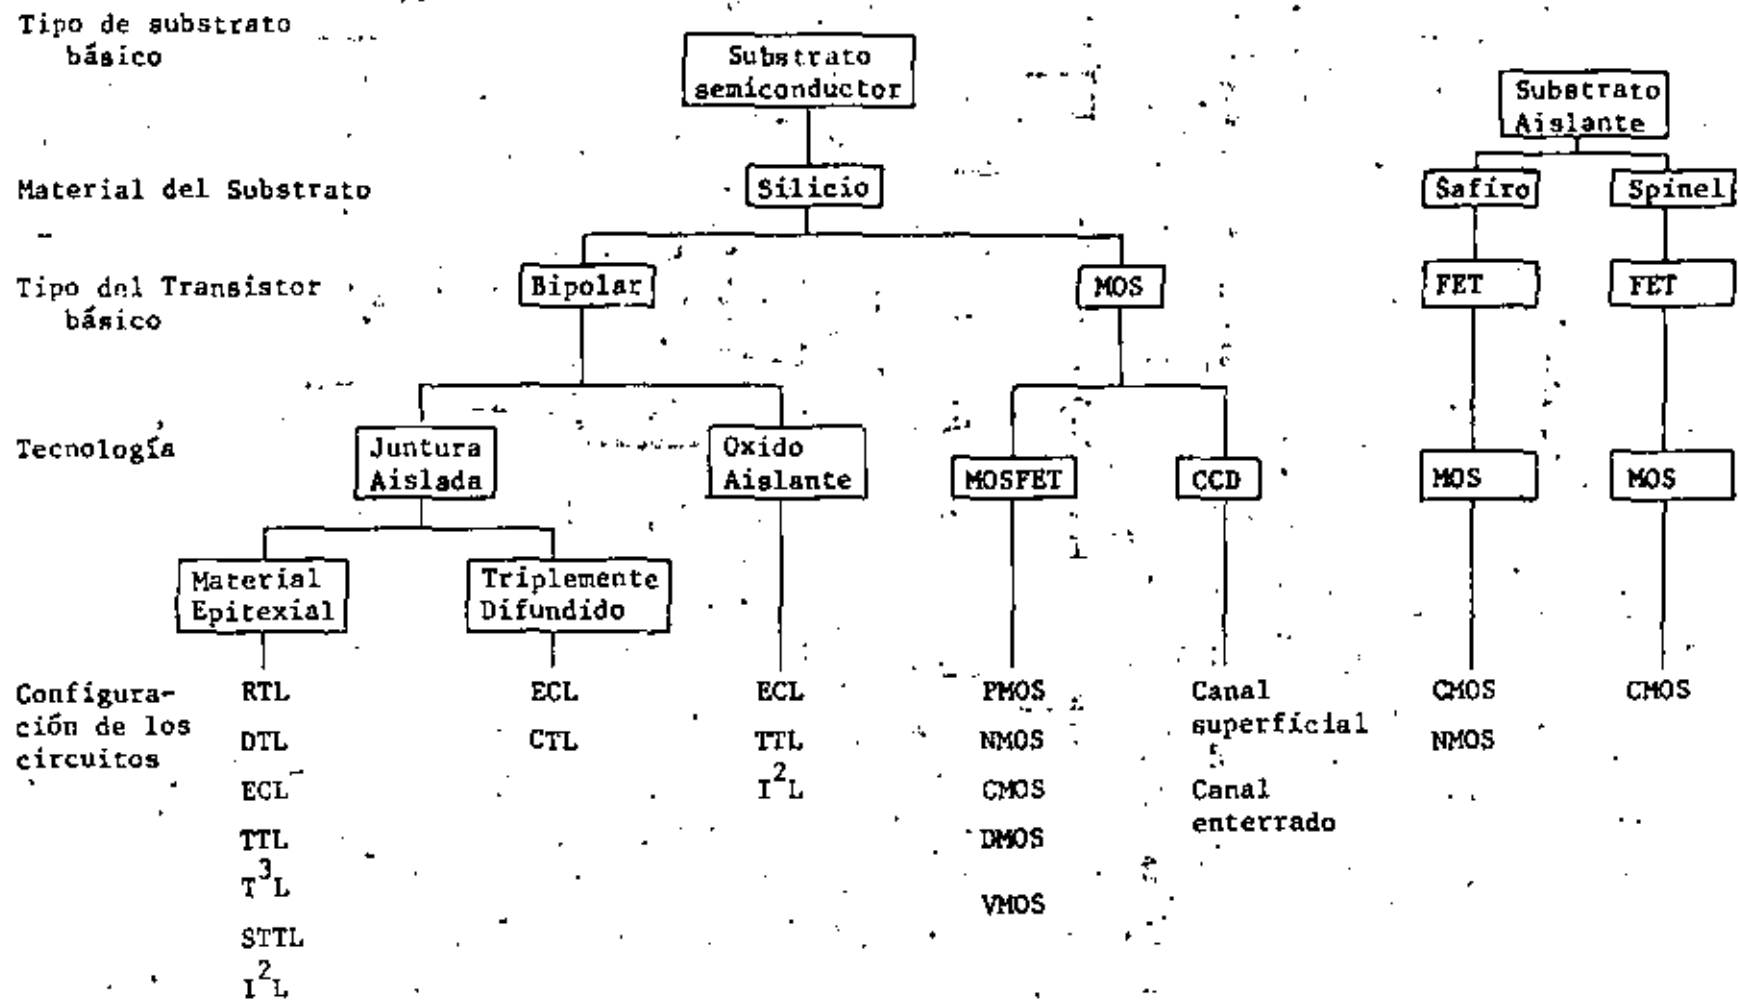 Tipo de substrato
básico
Substrato
semiconductor
Substrato
Aislante
Material del Substrato
Silicio
Safiro
Spinel
Tipo del Transistor
básico
Bipolar
MOS
FET
FET
Tecnología
Juntura
Aislada
Oxido
Aislante
MOSFET
CCD
MOS
MOS
Material
Epitexial
Triplemente
Difundido
Configura-
ción de los
circuitos
RTL
DTL
ECL
TTL
T³L
STTL
I²L
ECL
CTL
ECL
TTL
I²L
PMOS
NMOS
CMOS
DMOS
VMOS
Canal
superficial
Canal
enterrado
CMOS
NMOS
CMOS